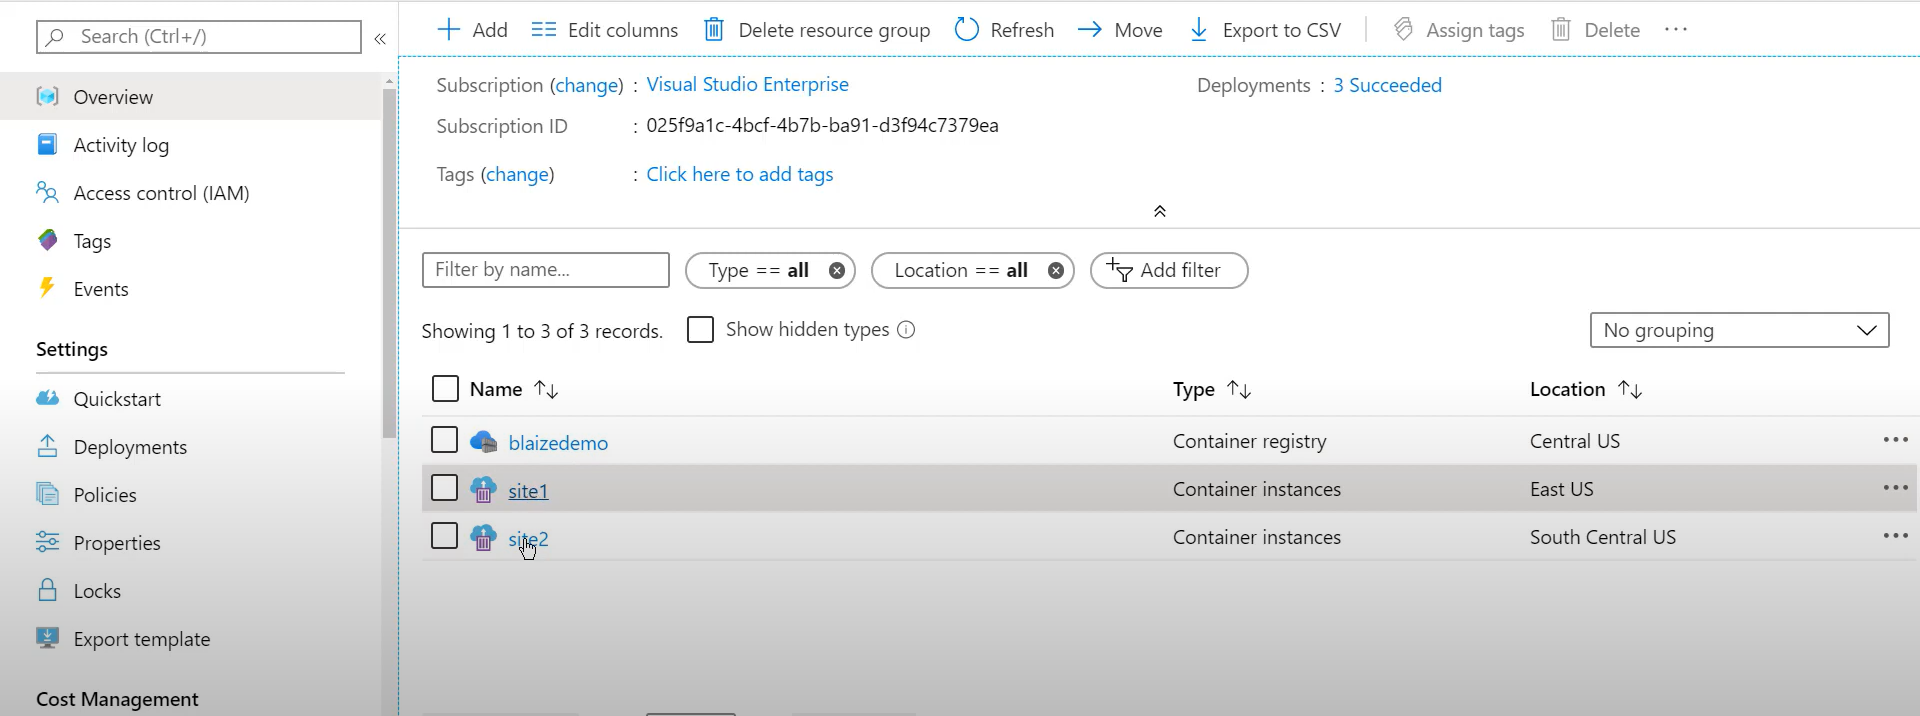 Search (Ctrl+/)
«
Overview
Activity log
Access control (IAM)
Tags
Events
Settings
Quickstart
Deployments
Policies
Properties
Locks
Export template
Cost Management
Add
Edit columns
Delete resource group
Refresh
Move
Export to CSV
Assign tags
Delete
Subscription (change) : Visual Studio Enterprise
Deployments : 3 Succeeded
Subscription ID : 025f9a1c-4bcf-4b7b-ba91-d3f94c7379ea
Tags (change) : Click here to add tags
Filter by name...
Type == all
Location == all
Add filter
Showing 1 to 3 of 3 records.
Show hidden types
No grouping
Name Type Location
blaizedemo Container registry Central US
site1 Container instances East US
site2 Container instances South Central US